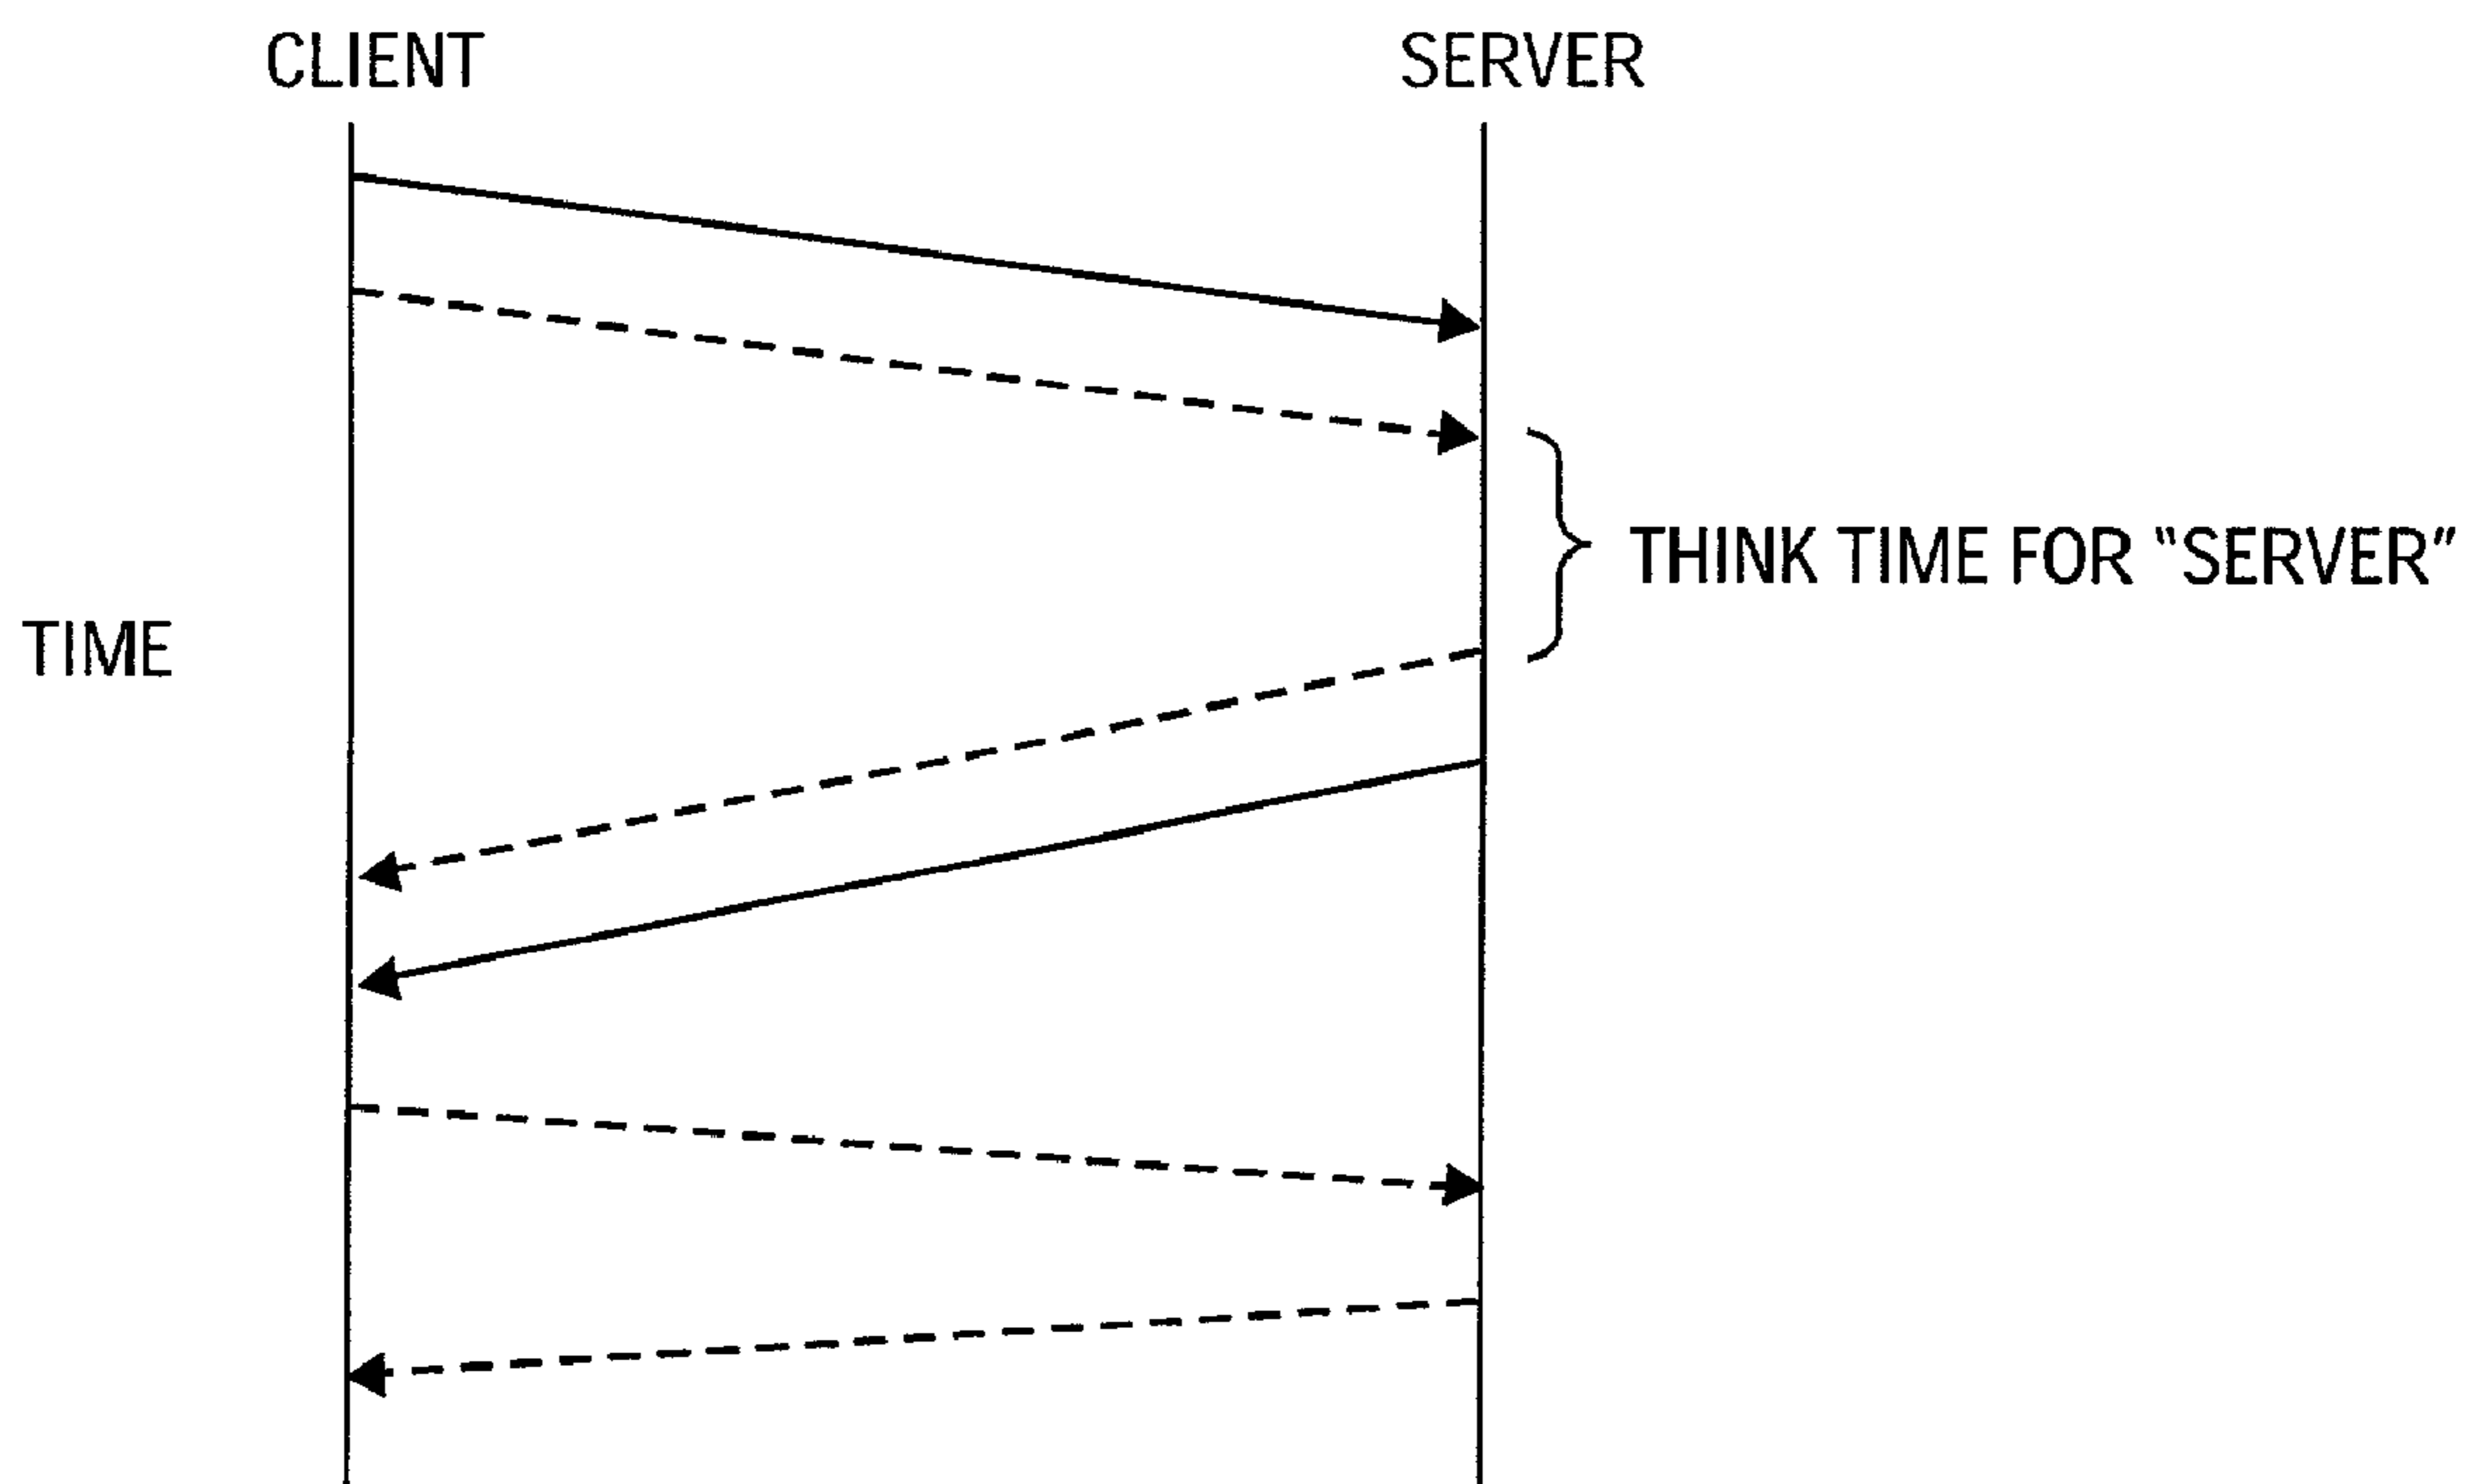 CLIENT
SERVER
THINK TIME FOR “SERVER”
TIME